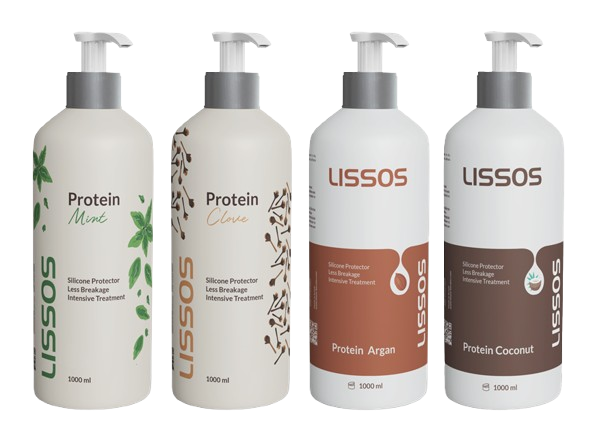 Protein
Mint
Silicone Protector
Less Breakage
Intensive Treatment
LISSOS
1000 ml
Protein
Clove
Silicone Protector
Less Breakage
Intensive Treatment
LISSOS
1000 ml
LISSOS
Silicone Protector
Less Breakage
Intensive Treatment
LISSOS
Protein Argan
1000 ml
LISSOS
Silicone Protector
Less Breakage
Intensive Treatment
LISSOS
Protein Coconut
1000 ml